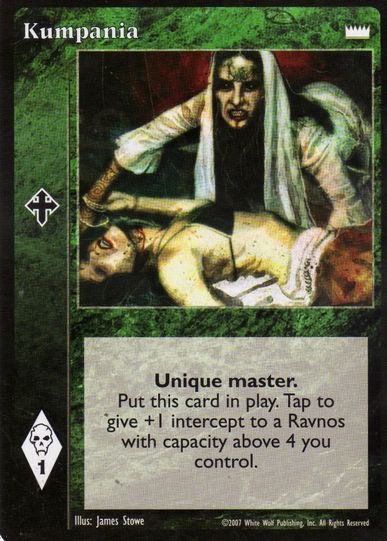 Kumpania
Unique master.
Put this card in play. Tap to
give +1 intercept to a Ravnos
with capacity above 4 you
control.
1
Illus: James Stowe
©2007 White Wolf Publishing, Inc. All Rights Reserved